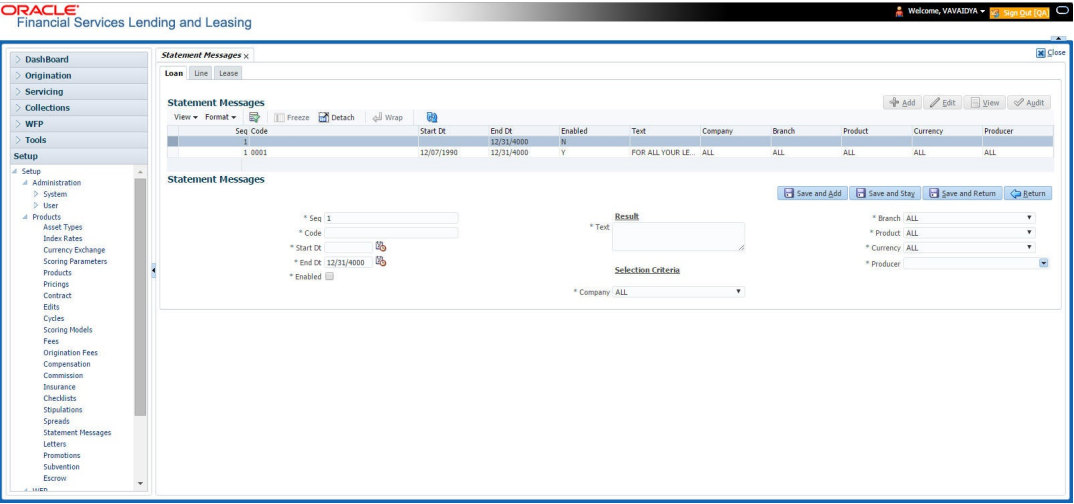 ORACLE
Financial Services Lending and Leasing
Welcome, VAVAIDYA
Sign Out [QA]
DashBoard
Origination
Servicing
Collections
WFP
Tools
Setup
Setup
Administration
System
User
Products
Asset Types
Index Rates
Currency Exchange
Scoring Parameters
Products
Pricings
Contract
Edits
Cycles
Scoring Models
Fees
Origination Fees
Compensation
Commission
Insurance
Checklists
Stipulations
Spreads
Statement Messages
Letters
Promotions
Subvention
Escrow
WFP
Statement Messages x
Close
Loan Line Lease
Statement Messages
Add Edit View Audit
View Format Freeze Detach Wrap
Seq Code Start Dt End Dt Enabled Text Company Branch Product Currency Producer
1 12/31/4000 N
1 0001 12/07/1990 12/31/4000 Y FOR ALL YOUR LE... ALL ALL ALL ALL ALL
Statement Messages
Save and Add Save and Stay Save and Return Return
* Seq 1
* Code
* Start Dt
* End Dt 12/31/4000
* Enabled
Result
* Text
Selection Criteria
* Company ALL
* Branch ALL
* Product ALL
* Currency ALL
* Producer